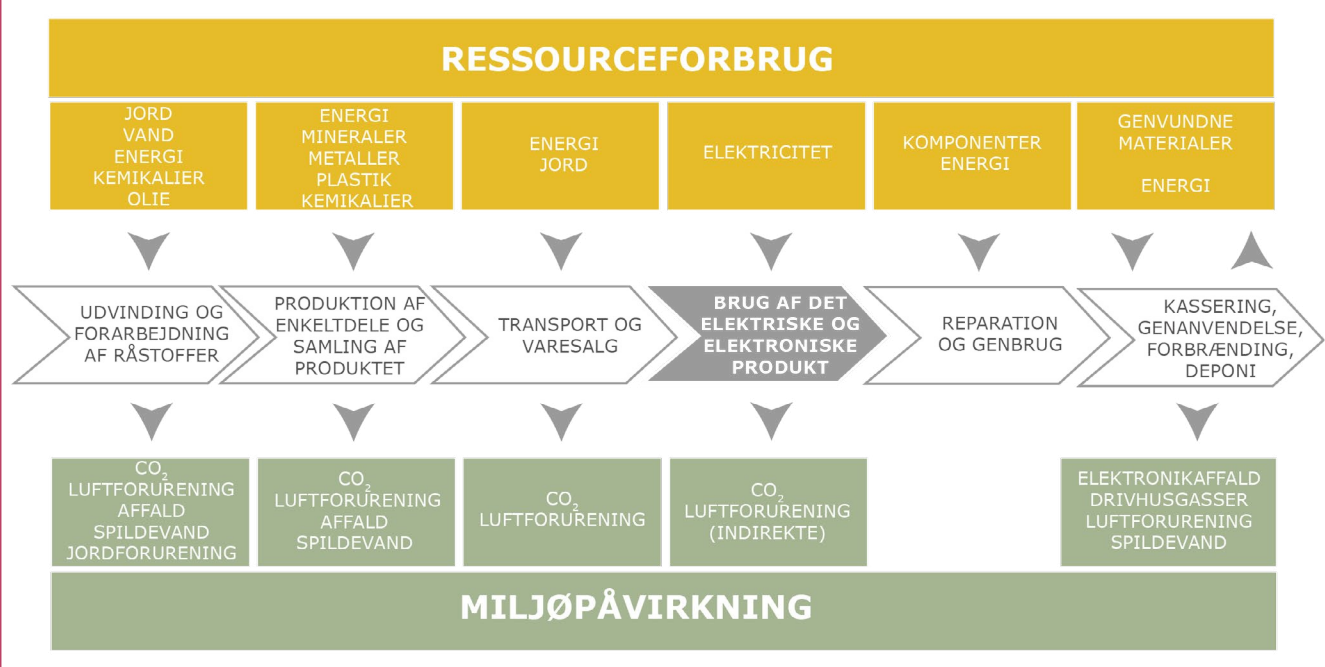 RESSOURCEFORBRUG
JORD
VAND
ENERGI
KEMIKALIER
OLIE
ENERGI
MINERALER
METALLER
PLASTIK
KEMIKALIER
ENERGI
JORD
ELEKTRICITET
KOMPONENTER
ENERGI
GENVUNDNE
MATERIALER
ENERGI
UDVINDING OG
FORARBEJDNING
AF RÅSTOFFER
PRODUKTION AF
ENKELTDELE OG
SAMLING AF
PRODUKTET
TRANSPORT OG
VARESALG
BRUG AF DET
ELEKTRISKE OG
ELEKTRONISKE
PRODUKT
REPARATION
OG GENBRUG
KASSERING,
GENANVENDELSE,
FORBRÆNDING,
DEPONI
CO₂
LUFTFORURENING
AFFALD
SPILDEVAND
JORDFORURENING
CO₂
LUFTFORURENING
AFFALD
SPILDEVAND
CO₂
LUFTFORURENING
CO₂
LUFTFORURENING
(INDIREKTE)
ELEKTRONIKAFFALD
DRIVHUSGASSER
LUFTFORURENING
SPILDEVAND
MILJØPÅVIRKNING